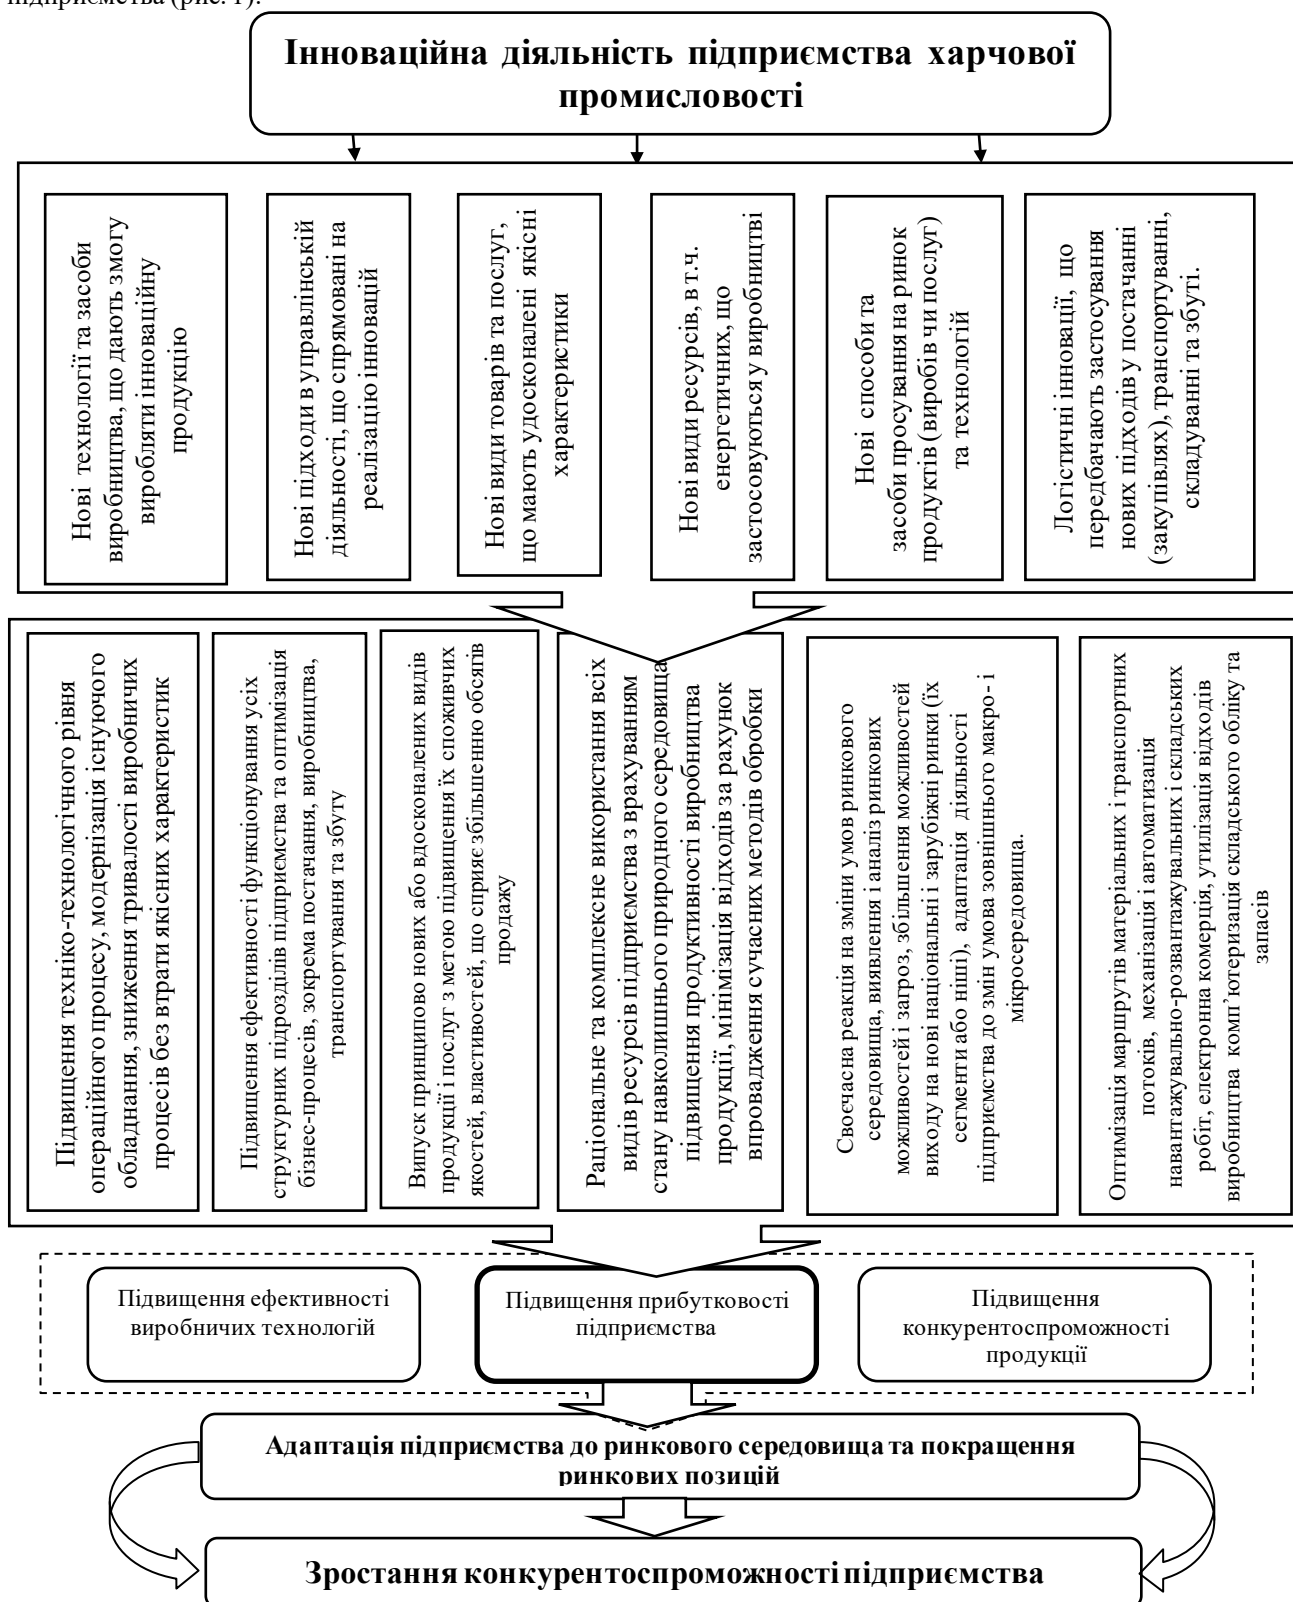 підприємства (рис. 1).
Інноваційна діяльність підприємства харчової
промисловості
Нові технології та засоби
виробництва, що дають змогу
виробляти інноваційну
продукцію
Нові підходи в управлінській
діяльності, що спрямовані на
реалізацію інновацій
Нові види товарів та послуг,
що мають удосконалені якісні
характеристики
Нові види ресурсів, в т.ч.
енергетичних, що
застосовуються у виробництві
Нові способи та
засоби просування на ринок
продуктів (виробів чи послуг)
та технологій
Логістичні інновації, що
передбачають застосування
нових підходів у постачанні
(закупівлях), транспортуванні,
складуванні та збуті.
Підвищення техніко-технологічного рівня
операційного процесу, модернізація існуючого
обладнання, зниження тривалості виробничих
процесів без втрати якісних характеристик
Підвищення ефективності функціонування усіх
структурних підрозділів підприємства та оптимізація
бізнес-процесів, зокрема постачання, виробництва,
транспортування та збуту
Випуск принципово нових або вдосконалених видів
продукції і послуг з метою підвищення їх споживчих
якостей, властивостей, що сприяє збільшенню обсягів
продажу
Раціональне та комплексне використання всіх
видів ресурсів підприємства з врахуванням
стану навколишнього природного середовища
підвищення продуктивності виробництва
продукції, мінімізація відходів за рахунок
впровадження сучасних методів обробки
Своєчасна реакція на зміни умов ринкового
середовища, виявлення і аналіз ринкових
можливостей і загроз, збільшення можливостей
виходу на нові національні і зарубіжні ринки (їх
сегменти або ніші), адаптація діяльності
підприємства до змін умова зовнішнього макро- і
мікросередовища.
Оптимізація маршрутів матеріальних і транспортних
потоків, механізація і автоматизація
навантажувально-розвантажувальних і складських
робіт, електронна комерція, утилізація відходів
виробництва комп’ютеризація складського обліку та
запасів
Підвищення ефективності
виробничих технологій
Підвищення прибутковості
підприємства
Підвищення
конкурентоспроможності
продукції
Адаптація підприємства до ринкового середовища та покращення
ринкових позицій
Зростання конкурентоспроможності підприємства